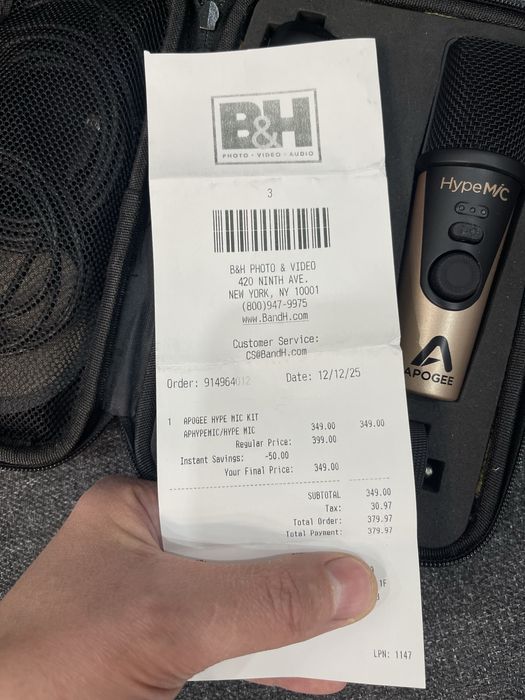 B&H
PHOTO • VIDEO • AUDIO
3
B&H PHOTO & VIDEO
420 NINTH AVE.
NEW YORK, NY 10001
(800)947-9975
www.BandH.com
Customer Service:
CS@BandH.com
Order: 914964012 Date: 12/12/25
1 APOGEE HYPE MIC KIT
APHYPEMIC/HYPE MIC 349.00 349.00
Regular Price: 399.00
Instant Savings: -50.00
Your Final Price: 349.00
SUBTOTAL 349.00
Tax: 30.97
Total Order: 379.97
Total Payment: 379.97
1F
LPN: 1147
HypeMiC
APOGEE